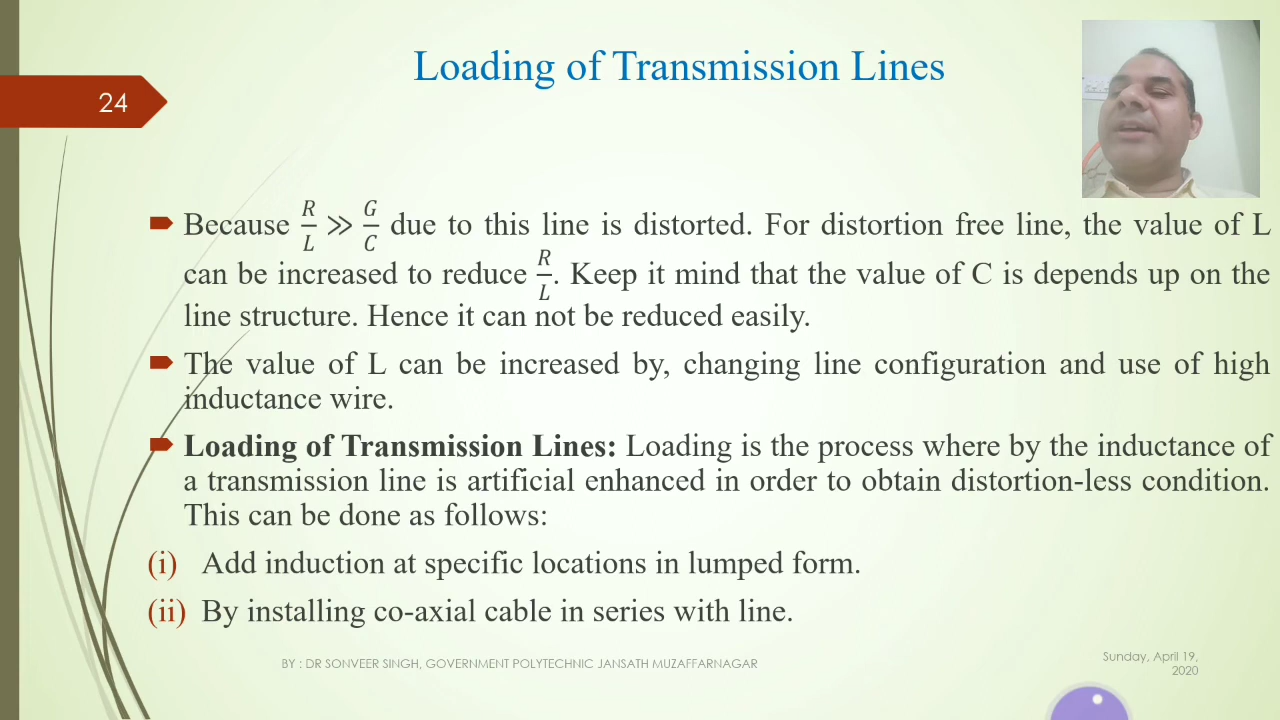 Loading of Transmission Lines
24
Because R/L ≫ G/C due to this line is distorted. For distortion free line, the value of L
can be increased to reduce R/L. Keep it mind that the value of C is depends up on the
line structure. Hence it can not be reduced easily.
The value of L can be increased by, changing line configuration and use of high
inductance wire.
Loading of Transmission Lines: Loading is the process where by the inductance of
a transmission line is artificial enhanced in order to obtain distortion-less condition.
This can be done as follows:
(i) Add induction at specific locations in lumped form.
(ii) By installing co-axial cable in series with line.
BY : DR SONVEER SINGH, GOVERNMENT POLYTECHNIC JANSATH MUZAFFARNAGAR
Sunday, April 19,
2020